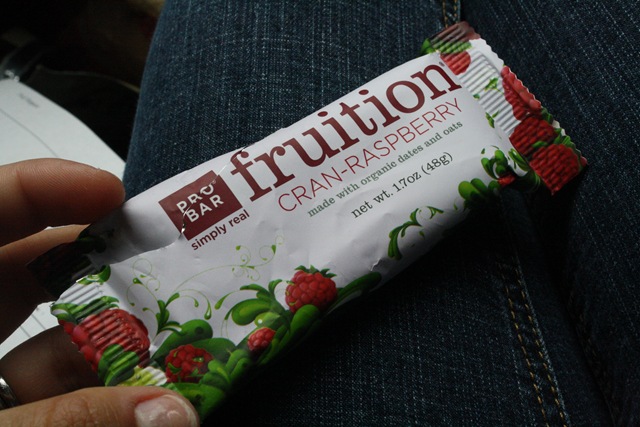 PRO
BAR
simply real
fruition
CRAN-RASPBERRY
made with organic dates and oats
net wt. 1.7oz (48g)